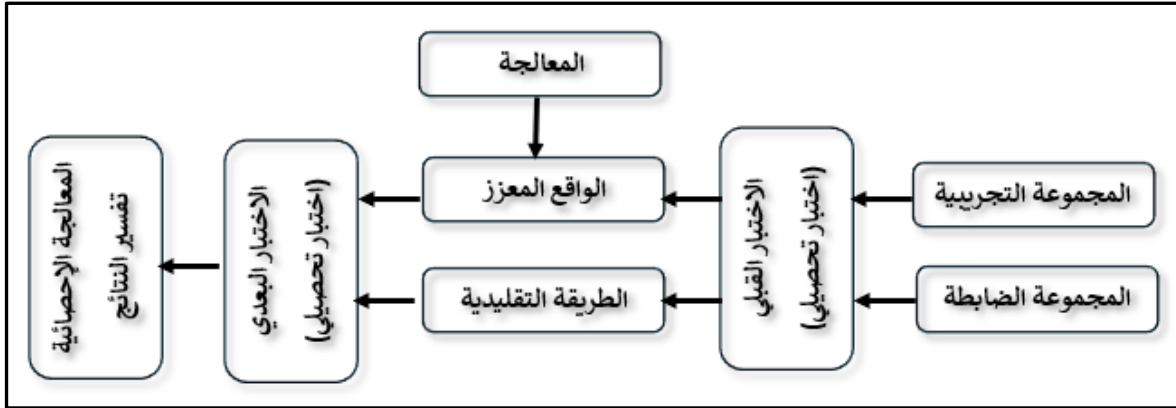 المعالجة
المجموعة التجريبية
المجموعة الضابطة
الاختبار القبلي
(اختبار تحصيلي)
الواقع المعزز
الطريقة التقليدية
الاختبار البعدي
(اختبار تحصيلي)
المعالجة الإحصائية
تفسير النتائج